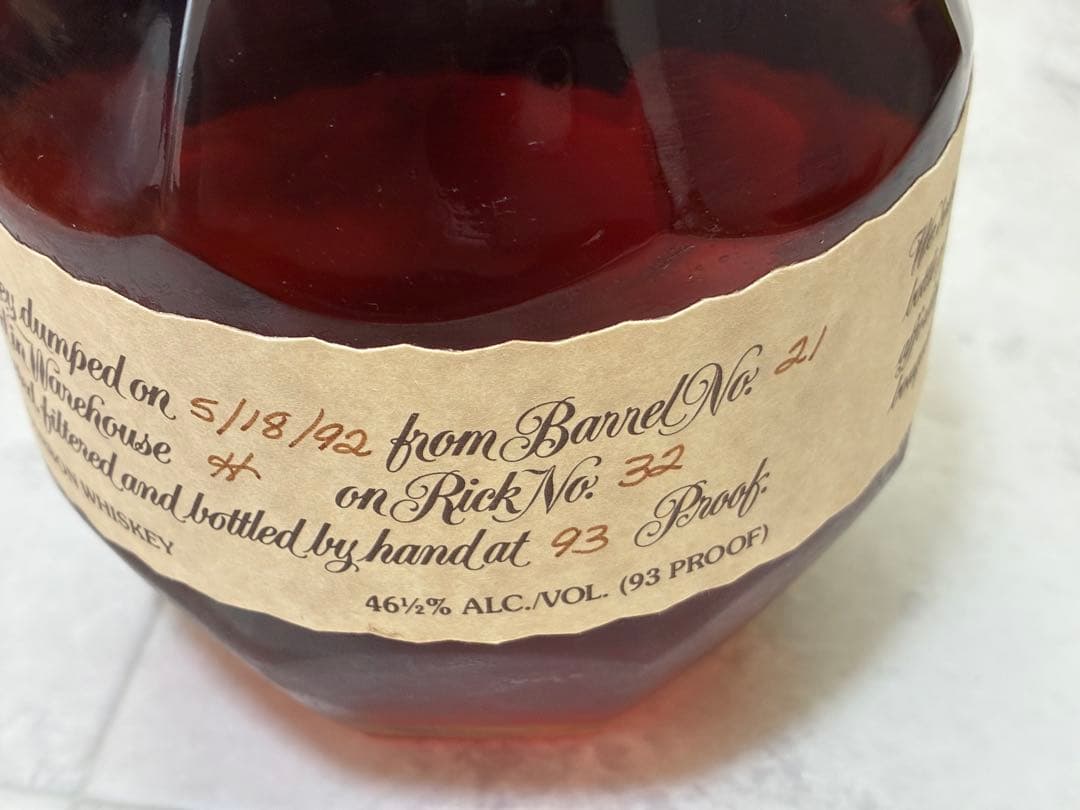 dumped on 5/18/92 from Barrel No. 21
in Warehouse H on Rick No. 32
filtered and bottled by hand at 93 Proof.
WHISKEY 46½% ALC./VOL. (93 PROOF)